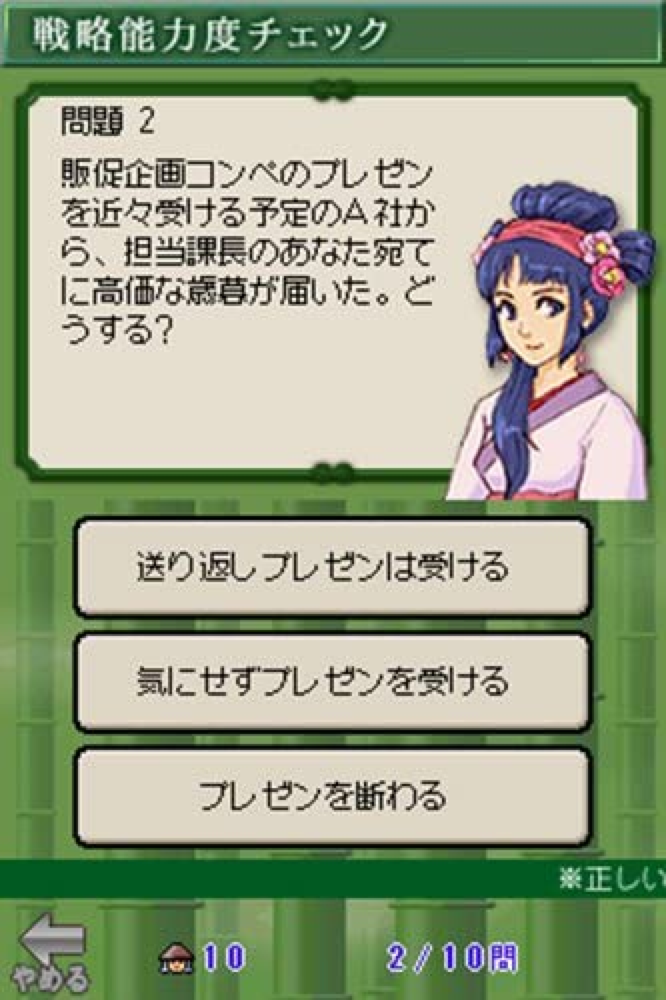 戦略能力度チェック
問題 2
販促企画コンペのプレゼン
を近々受ける予定のA社か
ら、担当課長のあなた宛て
に高価な歳暮が届いた。ど
うする?
送り返しプレゼンは受ける
気にせずプレゼンを受ける
プレゼンを断わる
※正しい
やめる
10
2/10問